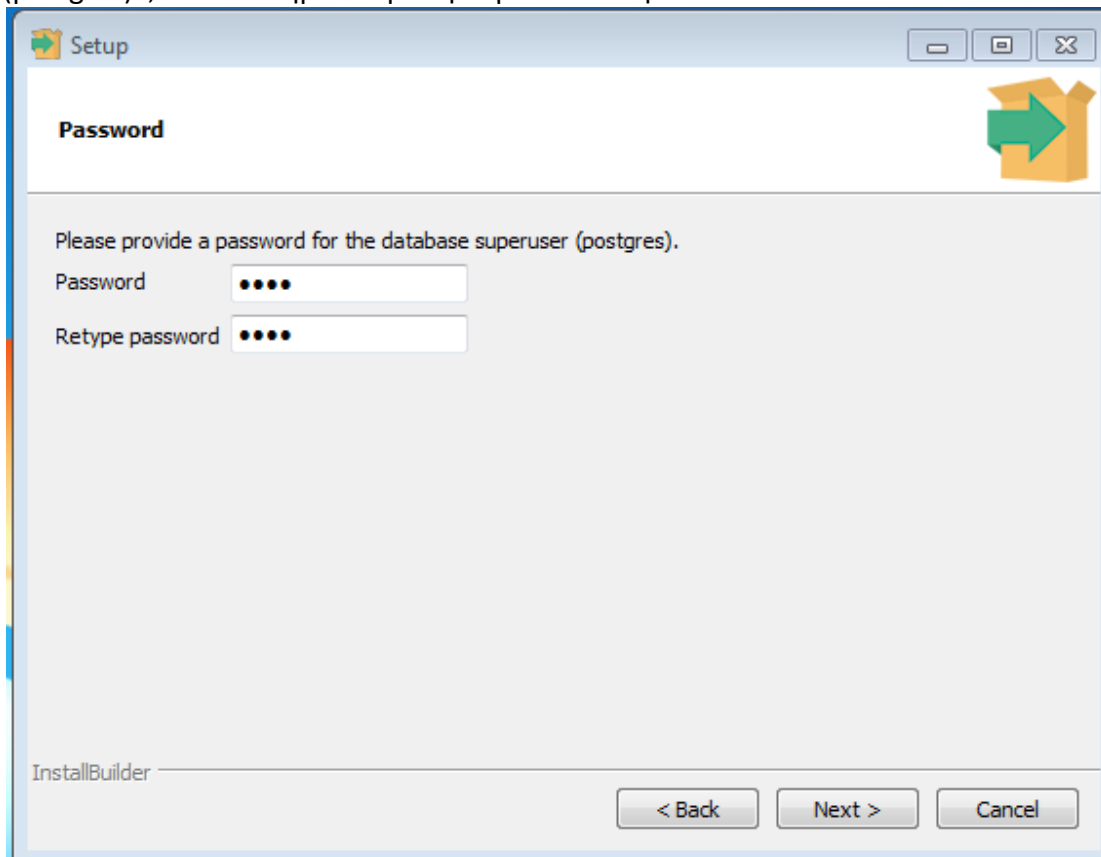 Setup
Password
Please provide a password for the database superuser (postgres).
Password ••••
Retype password ••••
InstallBuilder
< Back Next > Cancel